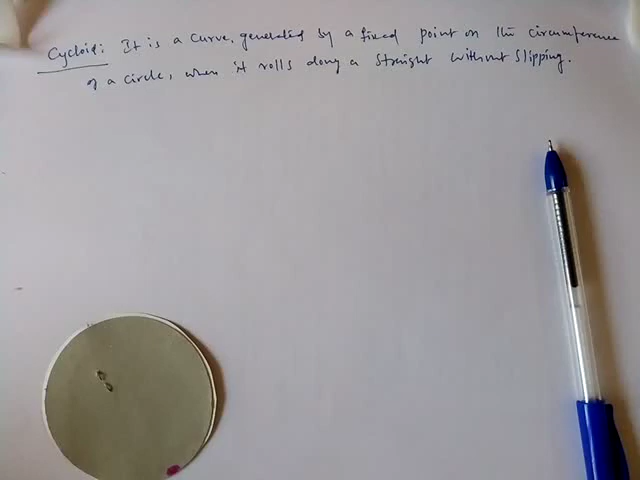 Cycloid: It is a curve, generated by a fixed point on the circumference
of a circle, when it rolls along a straight without slipping.